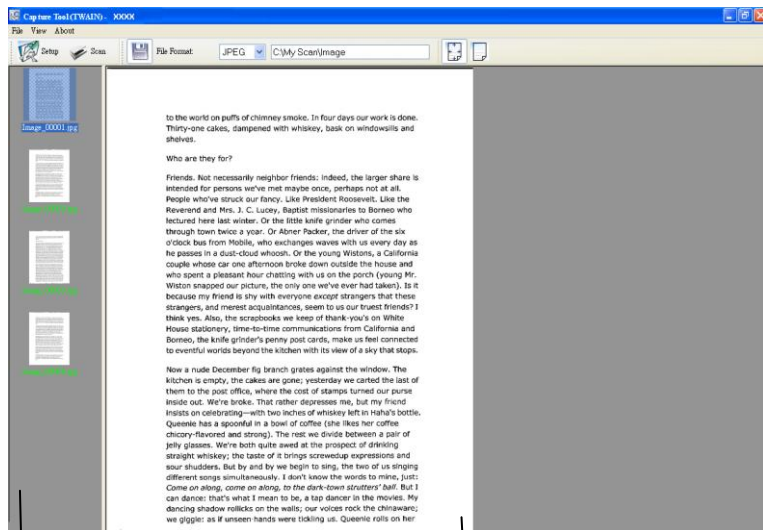 Capture Tool(TWAIN) - XXXX
File View About
Setup Scan File Format: JPEG C:\My Scan\Image
Image_00001.jpg
to the world on puffs of chimney smoke. In four days our work is done.
Thirty-one cakes, dampened with whiskey, bask on windowsills and
shelves.
Who are they for?
Friends. Not necessarily neighbor friends: indeed, the larger share is
intended for persons we've met maybe once, perhaps not at all.
People who've struck our fancy. Like President Roosevelt. Like the
Reverend and Mrs. J. C. Lucey, Baptist missionaries to Borneo who
lectured here last winter. Or the little knife grinder who comes
through town twice a year. Or Abner Packer, the driver of the six
o'clock bus from Mobile, who exchanges waves with us every day as
he passes in a dust-cloud whoosh. Or the young Wistons, a California
couple whose car one afternoon broke down outside the house and
who spent a pleasant hour chatting with us on the porch (young Mr.
Wiston snapped our picture, the only one we've ever had taken). Is it
because my friend is shy with everyone except strangers that these
strangers, and merest acquaintances, seem to us our truest friends? I
think yes. Also, the scrapbooks we keep of thank-you's on White
House stationery, time-to-time communications from California and
Borneo, the knife grinder's penny post cards, make us feel connected
to eventful worlds beyond the kitchen with its view of a sky that stops.
Now a nude December fig branch grates against the window. The
kitchen is empty, the cakes are gone; yesterday we carted the last of
them to the post office, where the cost of stamps turned our purse
inside out. We're broke. That rather depresses me, but my friend
insists on celebrating—with two inches of whiskey left in Haha's bottle.
Queenie has a spoonful in a bowl of coffee (she likes her coffee
chicory-flavored and strong). The rest we divide between a pair of
jelly glasses. We're both quite awed at the prospect of drinking
straight whiskey; the taste of it brings screwedup expressions and
sour shudders. But by and by we begin to sing, the two of us singing
different songs simultaneously. I don't know the words to mine, just:
Come on along, come on along, to the dark-town strutters' ball. But I
can dance: that's what I mean to be, a tap dancer in the movies. My
dancing shadow rollicks on the walls; our voices rock the chinaware;
we giggle: as if unseen hands were tickling us. Queenie rolls on her